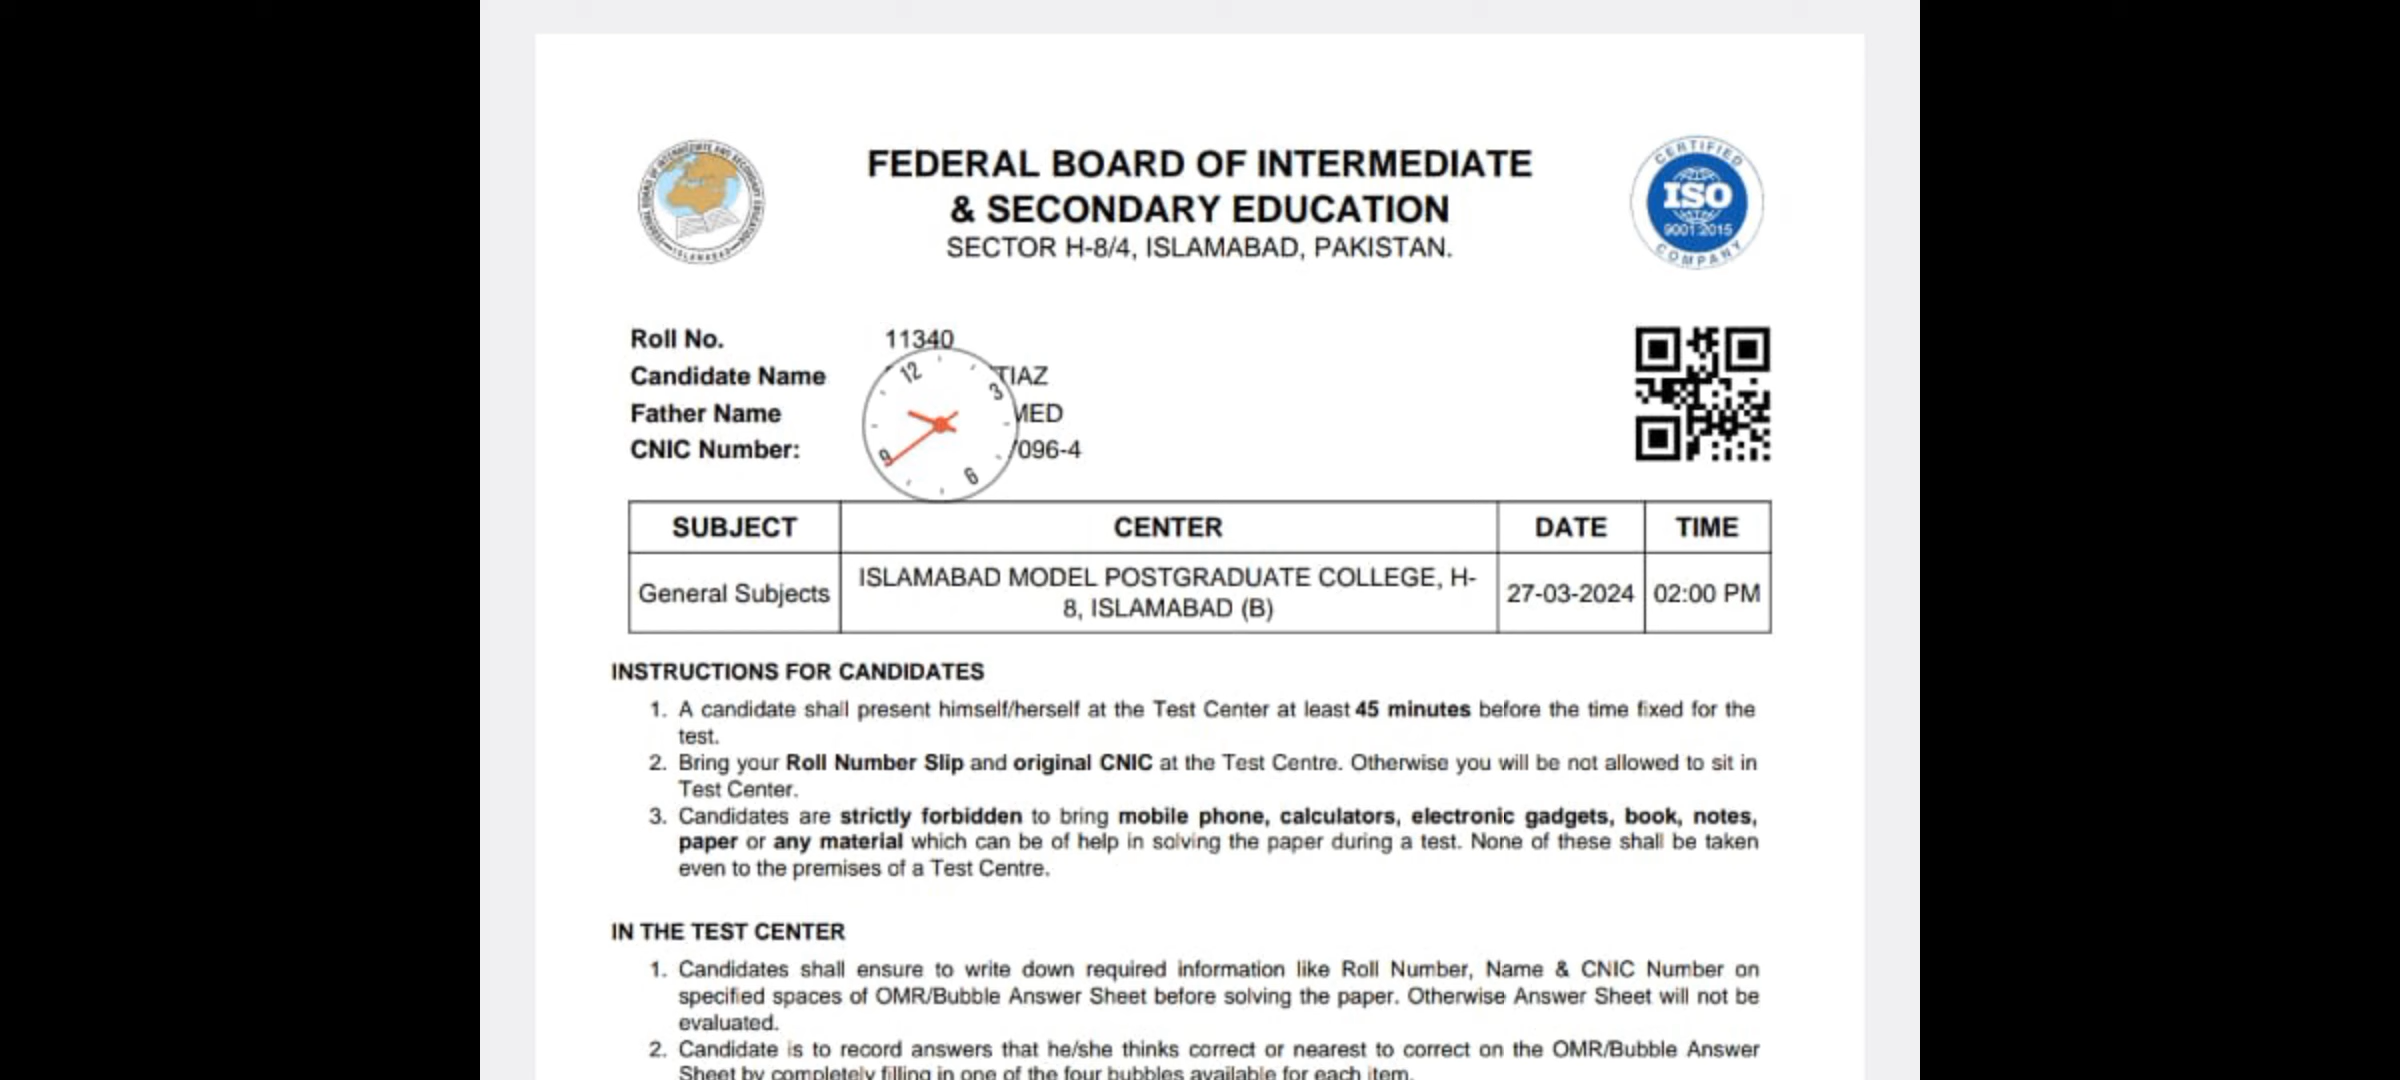 FEDERAL BOARD OF INTERMEDIATE
& SECONDARY EDUCATION
SECTOR H-8/4, ISLAMABAD, PAKISTAN.
FEDERAL BOARD OF INTERMEDIATE AND SECONDARY EDUCATION
ISLAMABAD
CERTIFIED
ISO
9001:2015
COMPANY
Roll No. 11340
Candidate Name TIAZ
Father Name MED
CNIC Number: 096-4
12
3
6
9
SUBJECT CENTER DATE TIME
General Subjects ISLAMABAD MODEL POSTGRADUATE COLLEGE, H-
8, ISLAMABAD (B) 27-03-2024 02:00 PM
INSTRUCTIONS FOR CANDIDATES
1. A candidate shall present himself/herself at the Test Center at least 45 minutes before the time fixed for the
test.
2. Bring your Roll Number Slip and original CNIC at the Test Centre. Otherwise you will be not allowed to sit in
Test Center.
3. Candidates are strictly forbidden to bring mobile phone, calculators, electronic gadgets, book, notes,
paper or any material which can be of help in solving the paper during a test. None of these shall be taken
even to the premises of a Test Centre.
IN THE TEST CENTER
1. Candidates shall ensure to write down required information like Roll Number, Name & CNIC Number on
specified spaces of OMR/Bubble Answer Sheet before solving the paper. Otherwise Answer Sheet will not be
evaluated.
2. Candidate is to record answers that he/she thinks correct or nearest to correct on the OMR/Bubble Answer
Sheet by completely filling in one of the four bubbles available for each item.